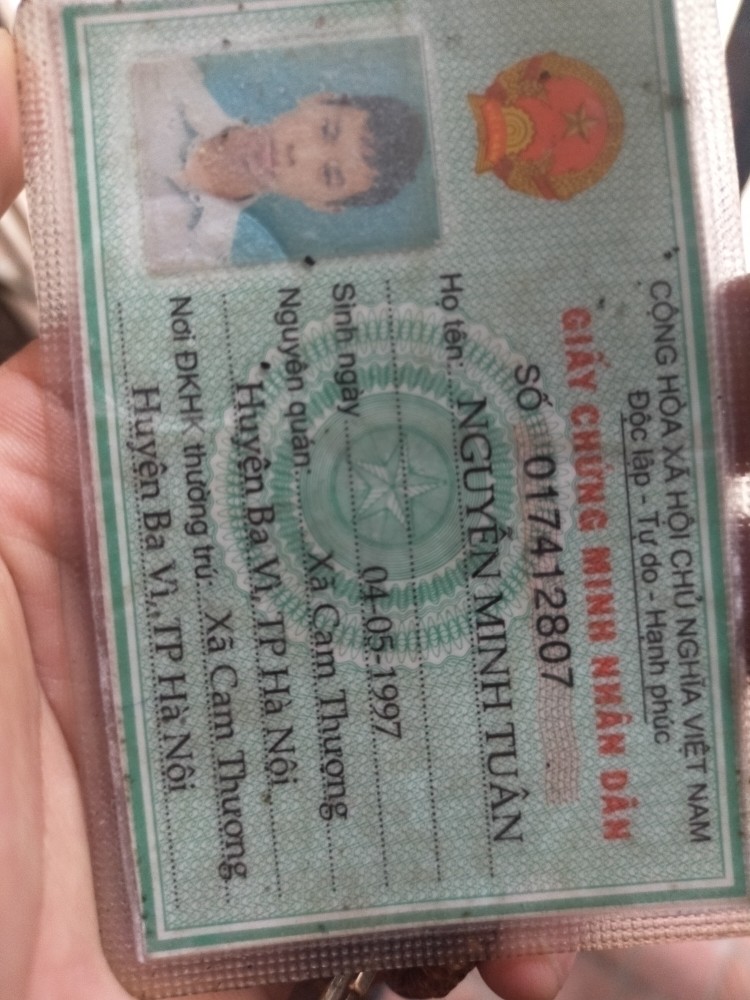 CỘNG HÒA XÃ HỘI CHỦ NGHĨA VIỆT NAM
Độc lập - Tự do - Hạnh phúc
GIẤY CHỨNG MINH NHÂN DÂN
SỐ 017412807
Họ tên: NGUYỄN MINH TUÂN
Sinh ngày 04-05-1997
Nguyên quán: Xã Cam Thượng
Huyện Ba Vì, TP Hà Nội
Nơi ĐKHK thường trú: Xã Cam Thượng
Huyện Ba Vì, TP Hà Nội